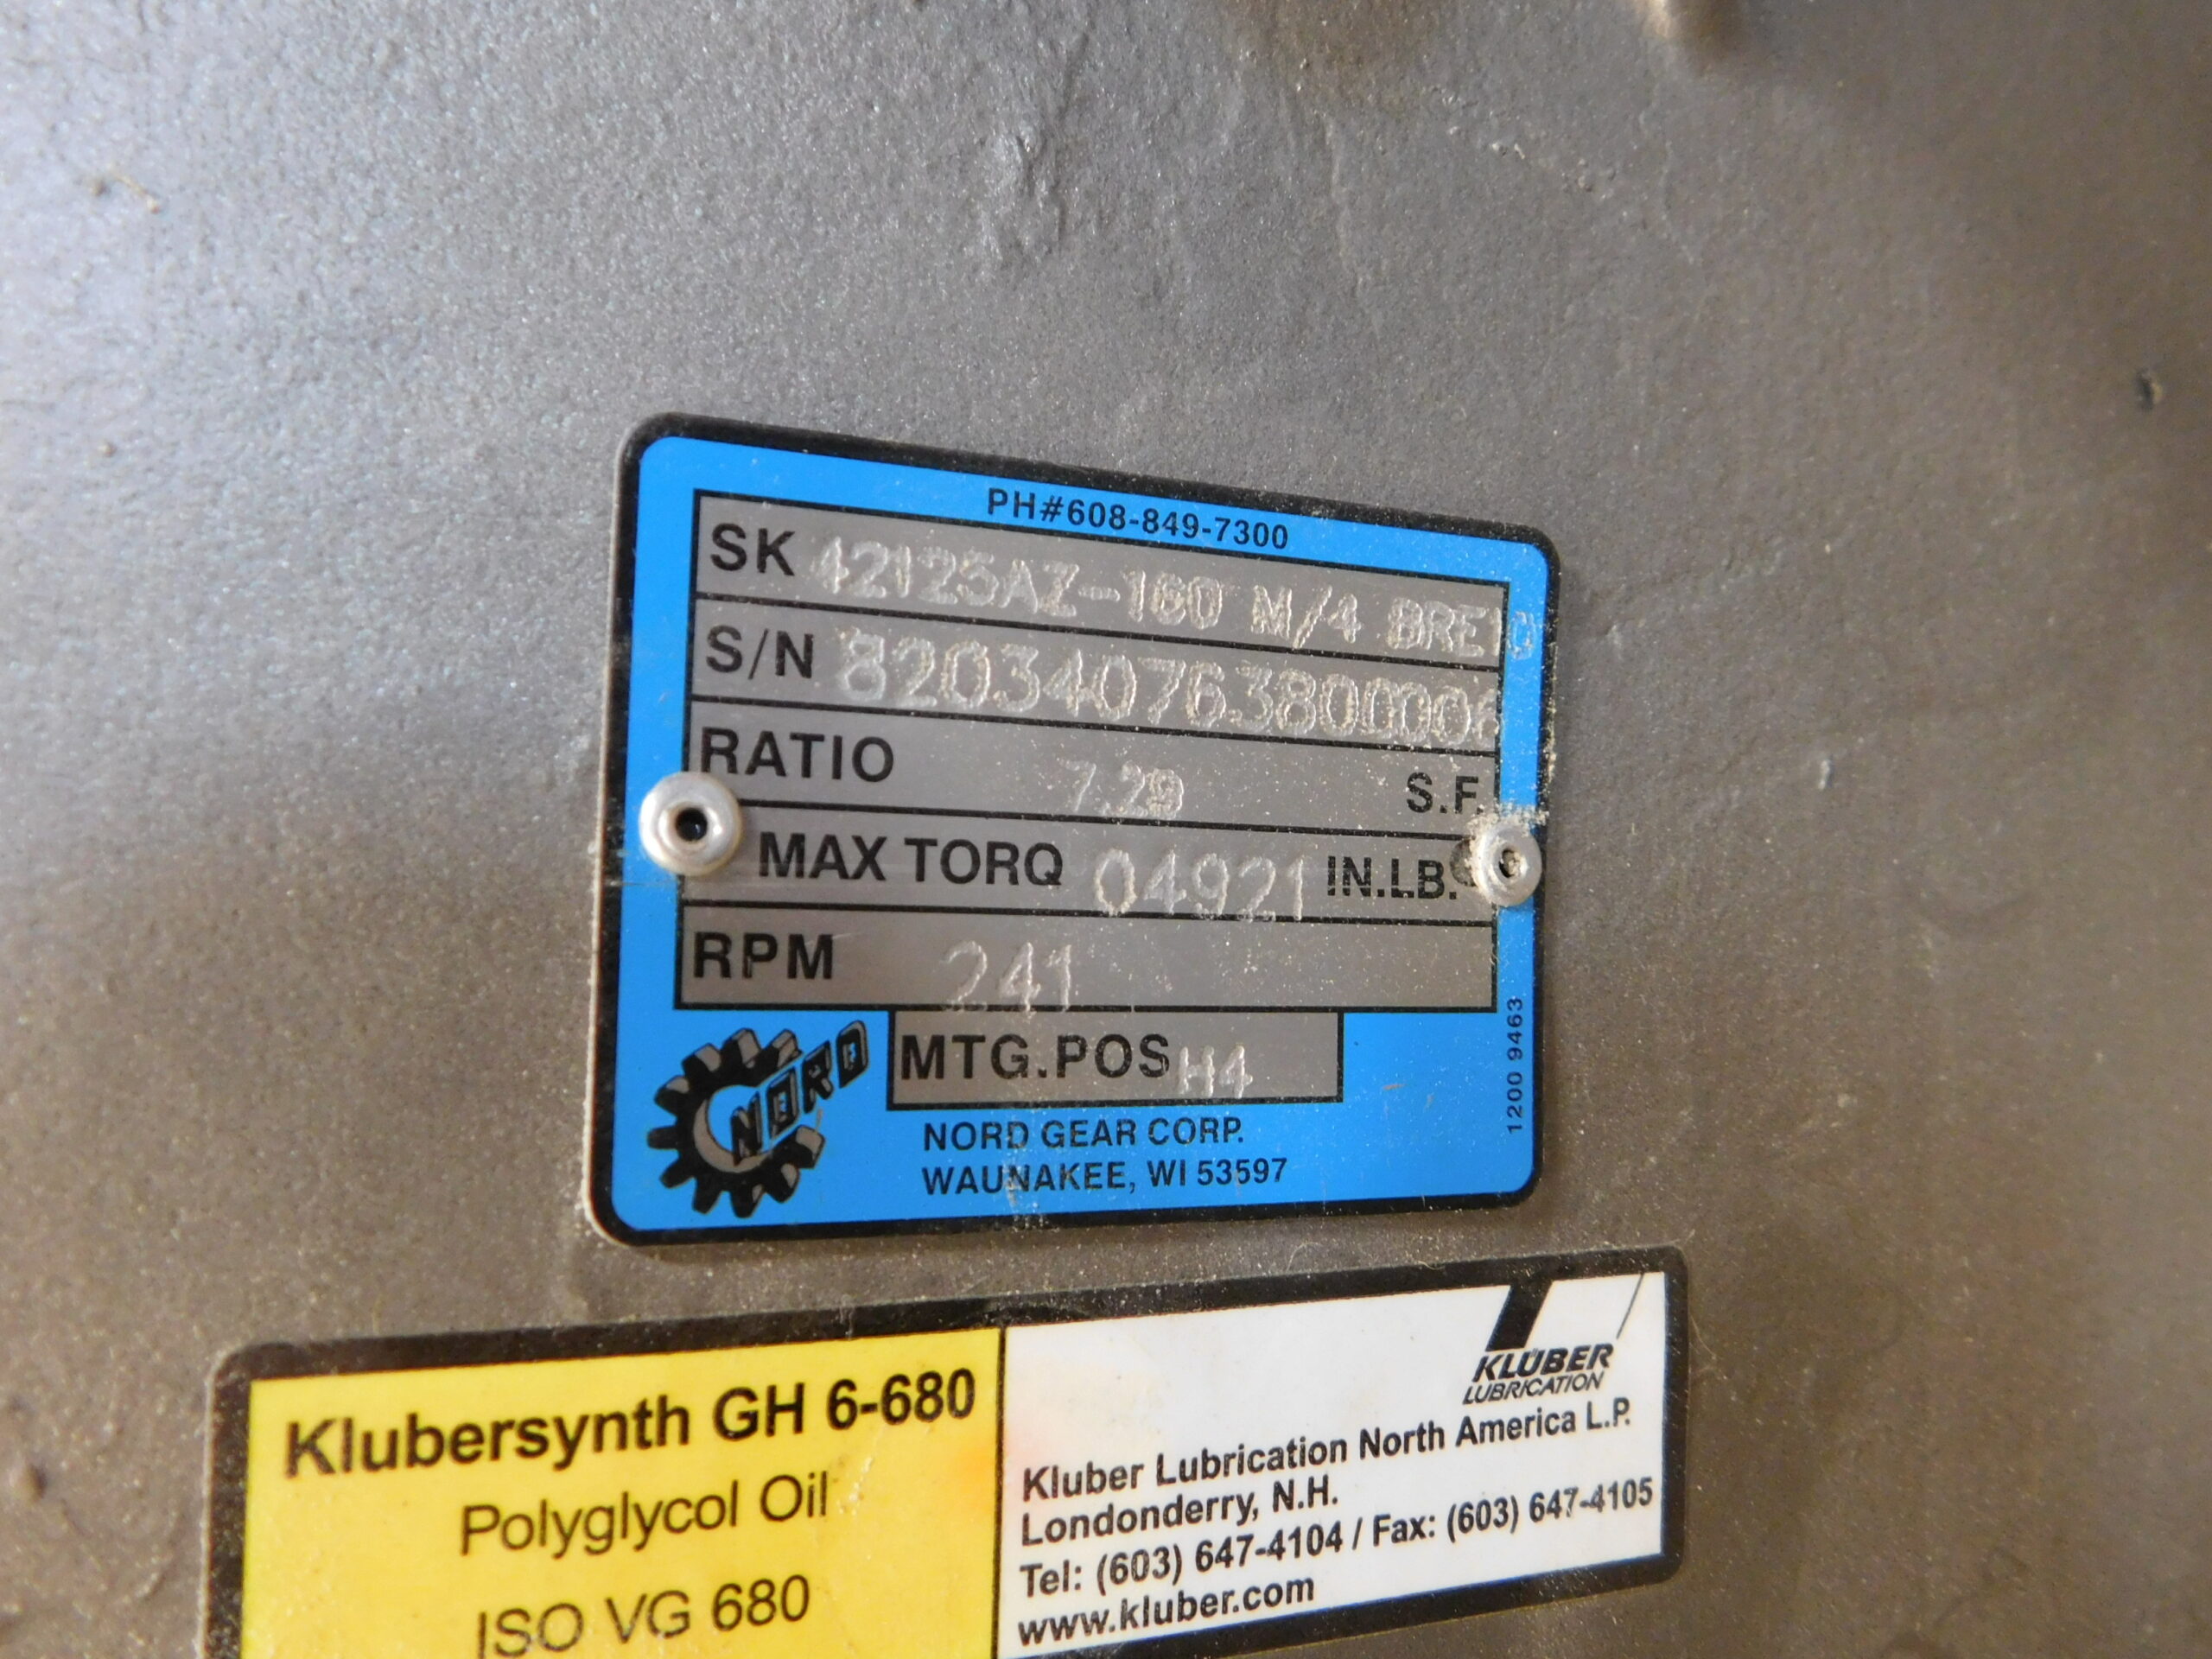 PH#608-849-7300
SK 42125AZ-160 M/4 BRE
S/N
RATIO 7.29 S.F.
MAX TORQ 04921 IN.LB.
RPM 241
NORD
MTG.POS H4
NORD GEAR CORP.
WAUNAKEE, WI 53597
1200 9463
Klubersynth GH 6-680
Polyglycol Oil
ISO VG 680
KLÜBER
LUBRICATION
Kluber Lubrication North America L.P.
Londonderry, N.H.
Tel: (603) 647-4104 / Fax: (603) 647-4105
www.kluber.com